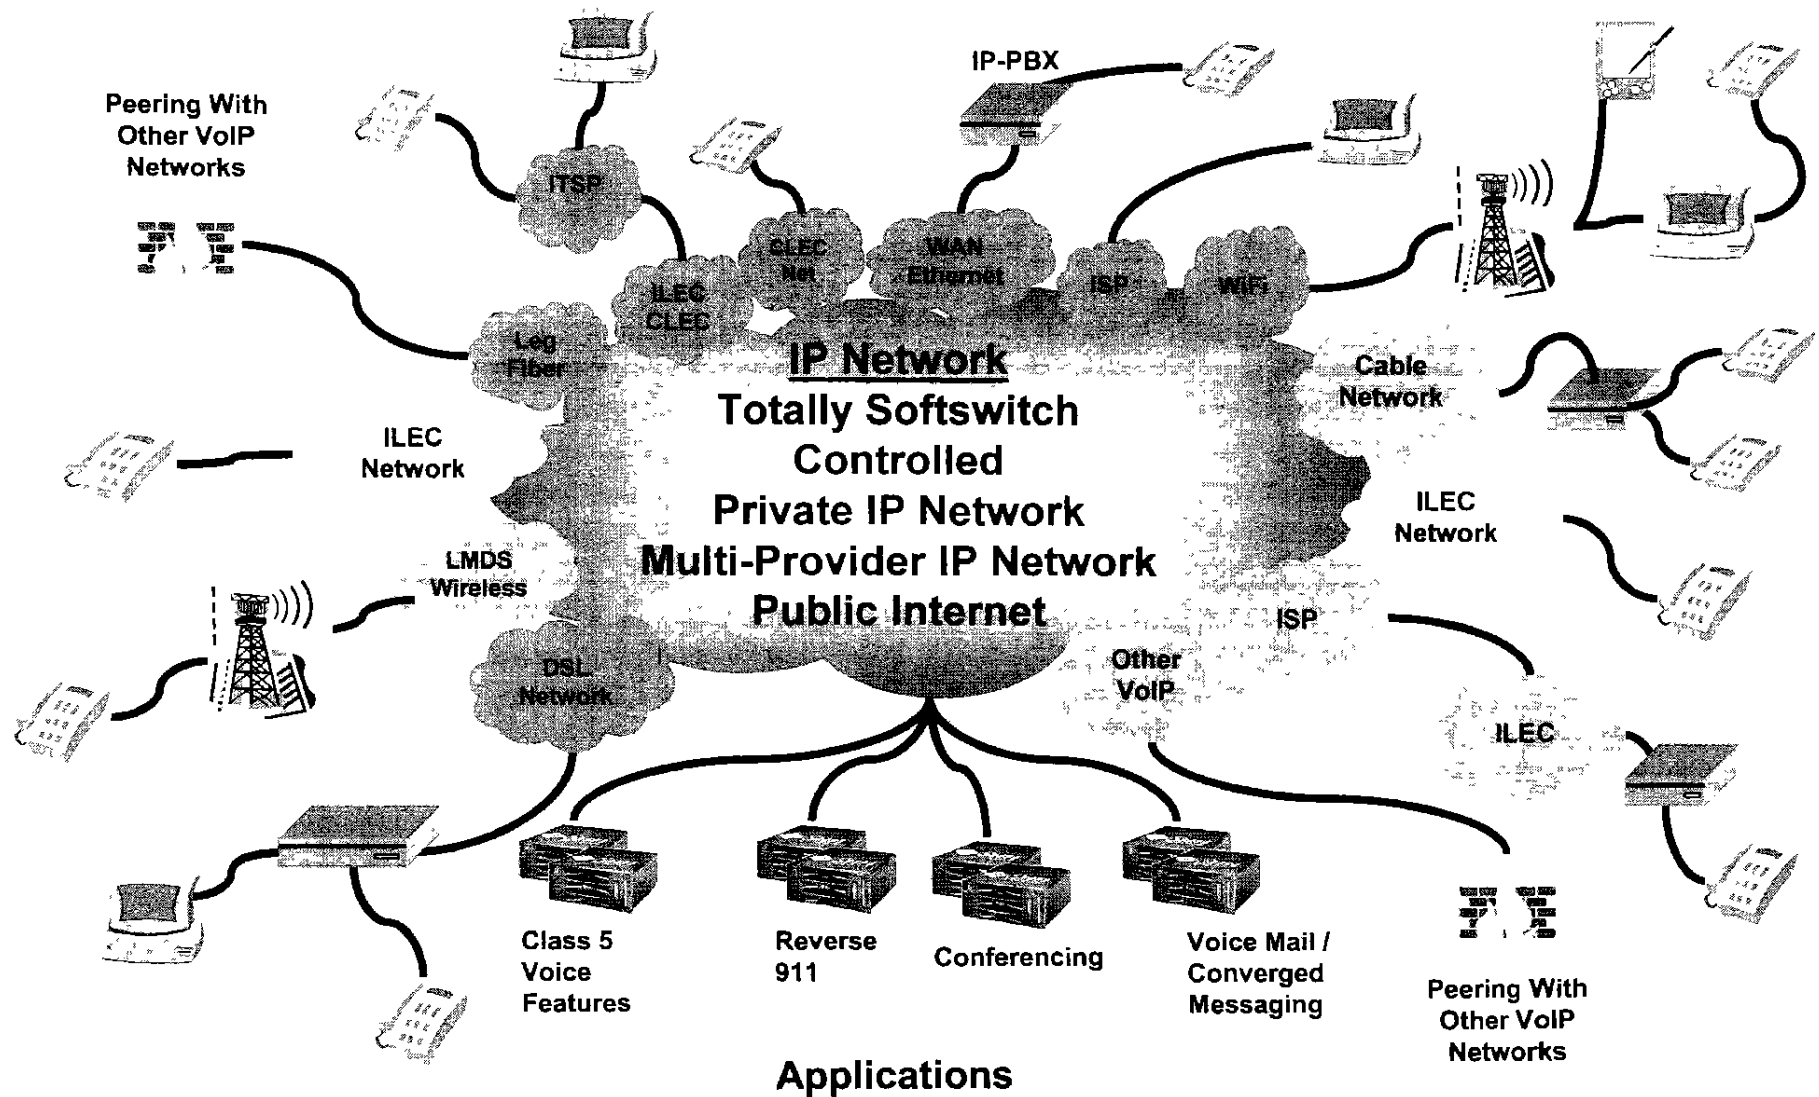 IP-PBX
Peering With
Other VoIP
Networks
ITSP
CLEC
Net
WAN
Ethernet
ISP
WiFi
ILEC
CLEC
Leg
Fiber
IP Network
Totally Softswitch
Controlled
Private IP Network
Multi-Provider IP Network
Public Internet
Cable
Network
ILEC
Network
ILEC
Network
LMDS
Wireless
ISP
DSL
Network
Other
VoIP
ILEC
Class 5
Voice
Features
Reverse
911
Conferencing
Voice Mail /
Converged
Messaging
Peering With
Other VoIP
Networks
Applications